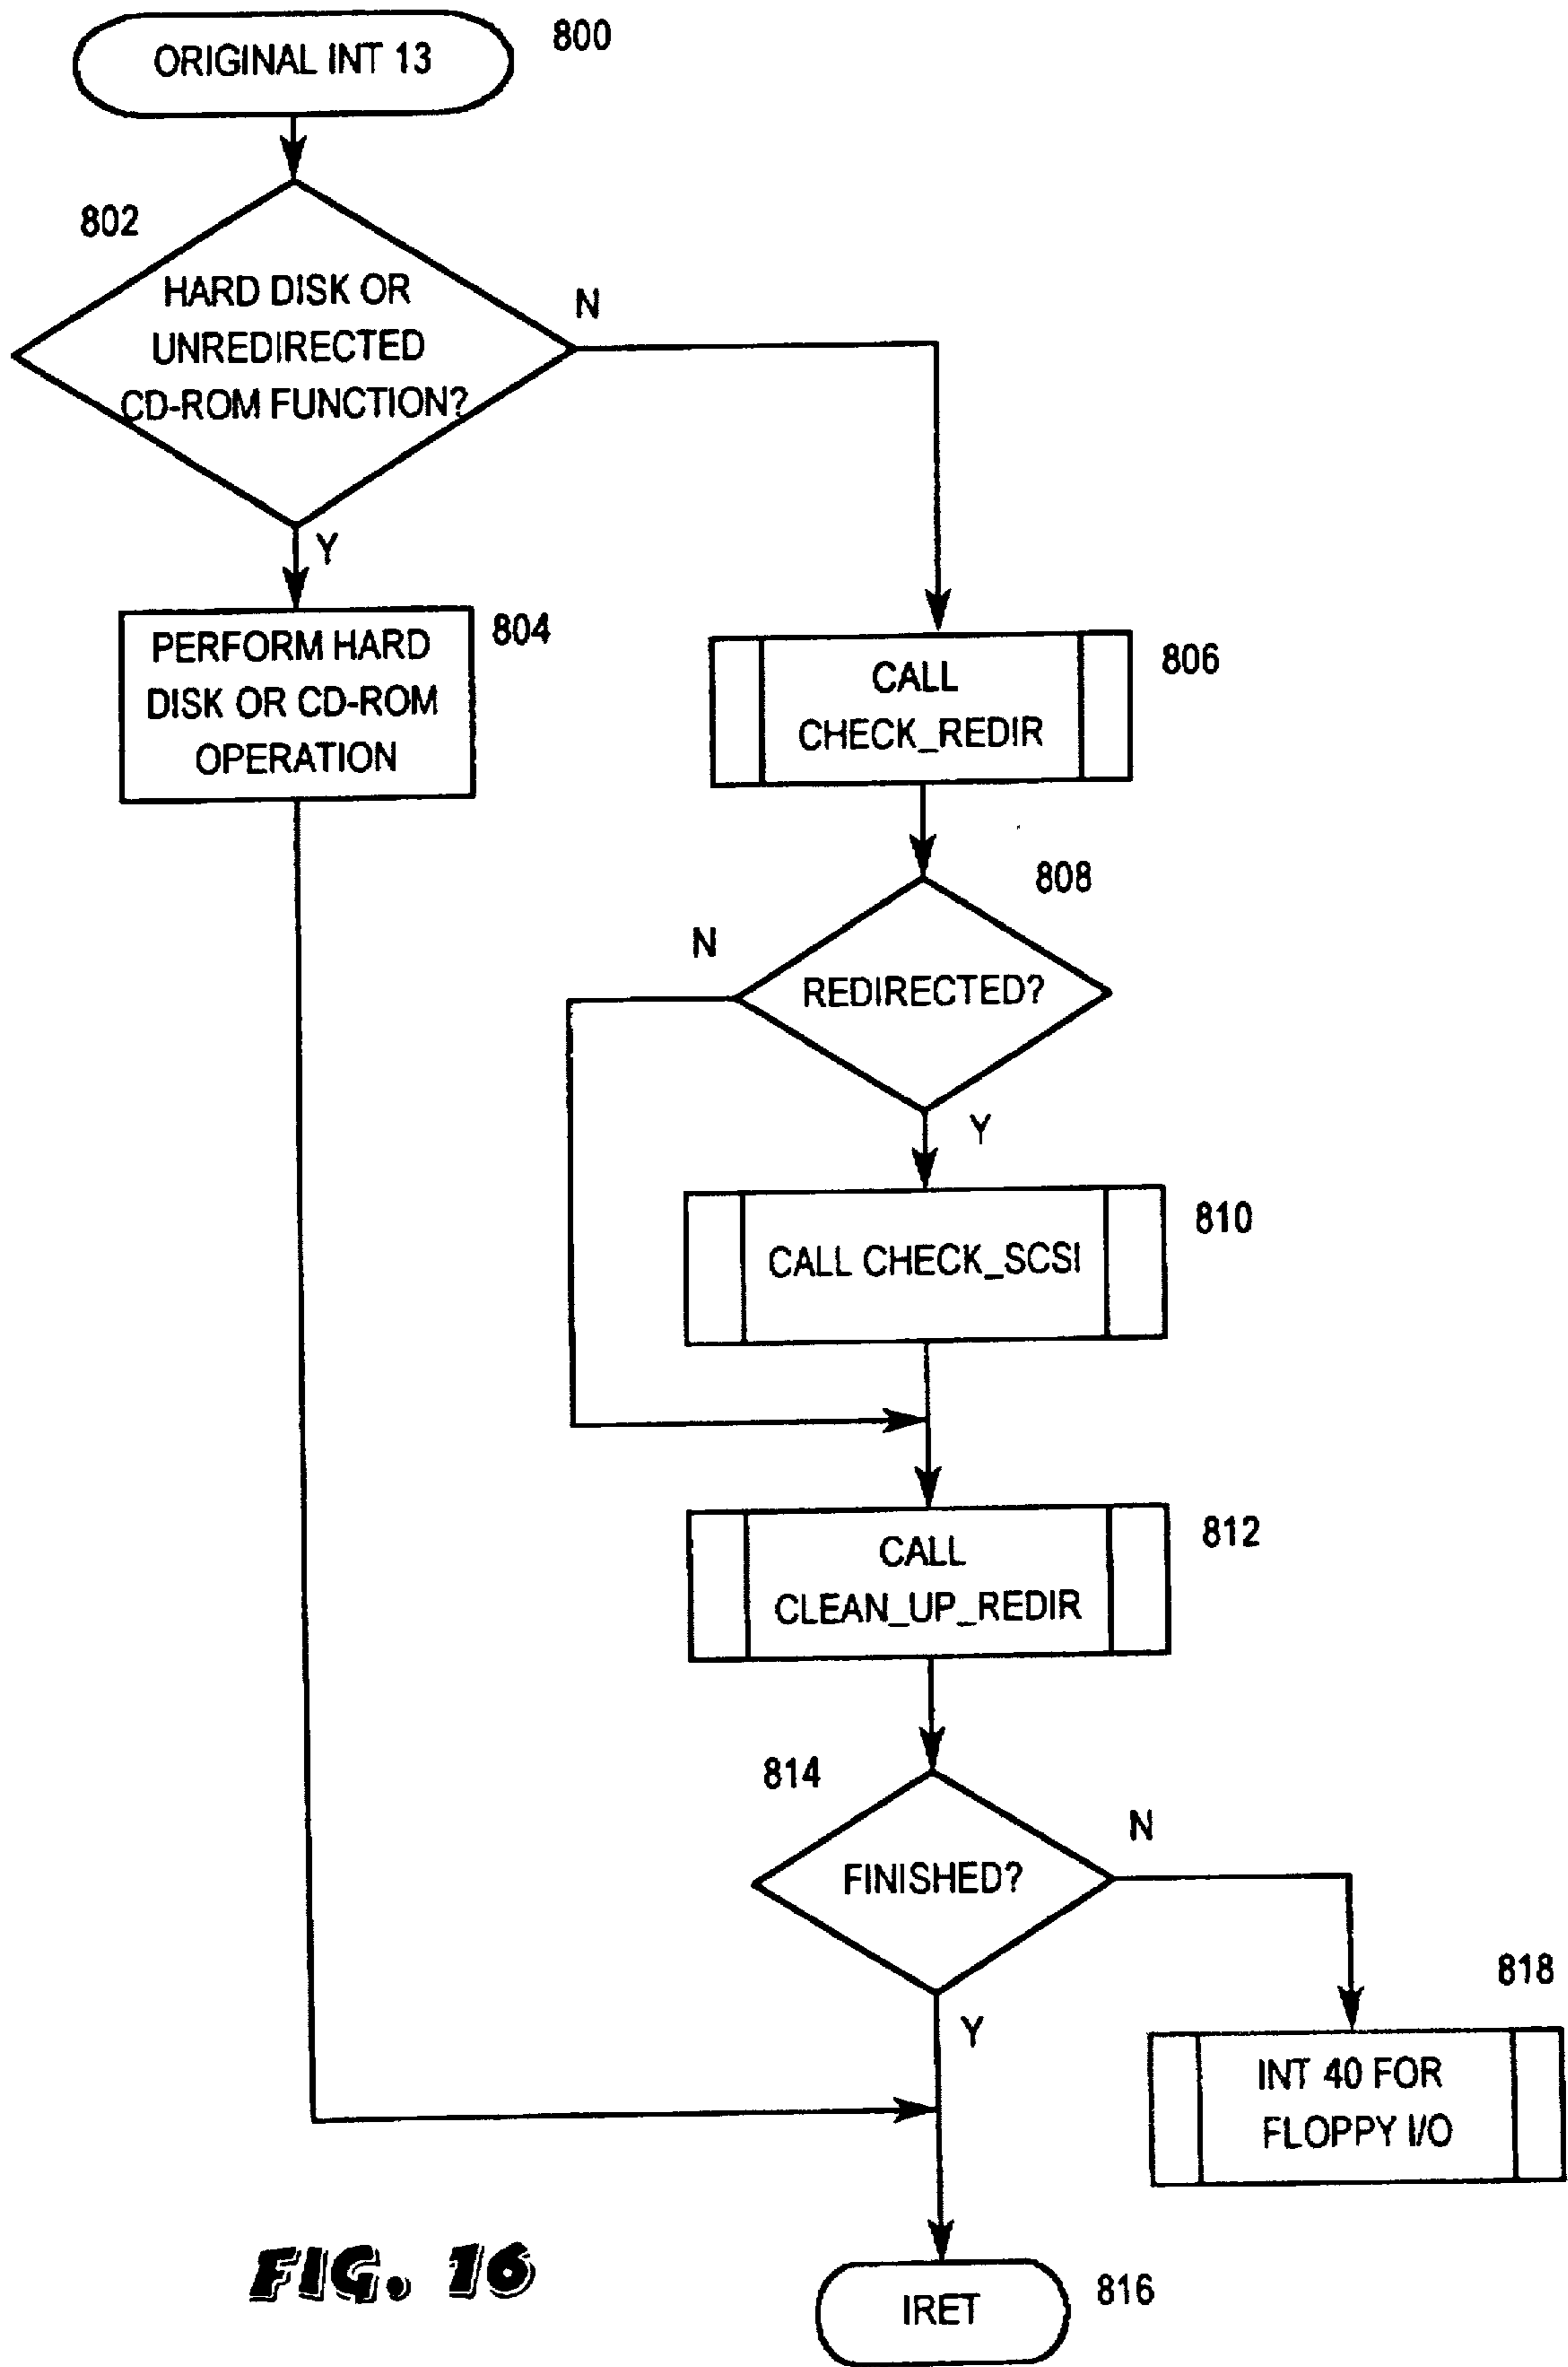 ORIGINAL INT 13
800
802
HARD DISK OR
UNREDIRECTED
CD-ROM FUNCTION?
N
Y
PERFORM HARD
DISK OR CD-ROM
OPERATION
804
CALL
CHECK_REDIR
806
808
REDIRECTED?
N
Y
CALL CHECK_SCSI
810
CALL
CLEAN_UP_REDIR
812
814
FINISHED?
N
Y
818
INT 40 FOR
FLOPPY I/O
IRET
816
FIG. 16